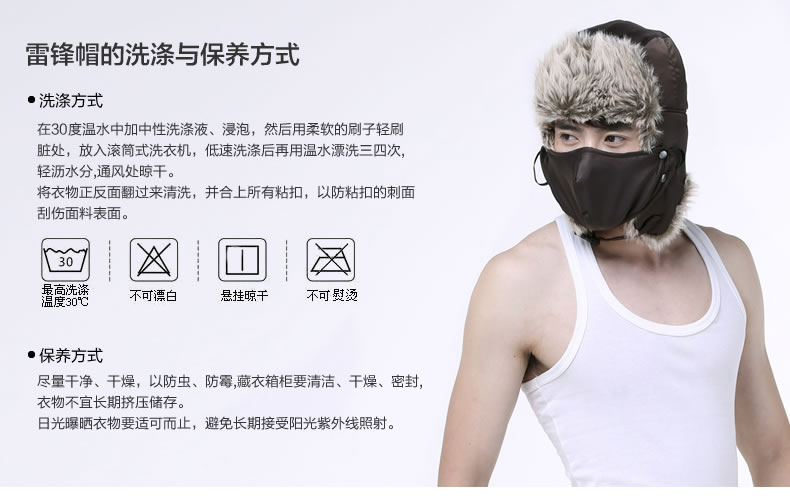 雷锋帽的洗涤与保养方式
●洗涤方式
在30度温水中加中性洗涤液、浸泡，然后用柔软的刷子轻刷
脏处，放入滚筒式洗衣机，低速洗涤后再用温水漂洗三四次,
轻沥水分,通风处晾干。
将衣物正反面翻过来清洗，并合上所有粘扣，以防粘扣的刺面
刮伤面料表面。
30
最高洗涤
温度30℃
不可漂白
悬挂晾干
不可熨烫
●保养方式
尽量干净、干燥，以防虫、防霉,藏衣箱柜要清洁、干燥、密封,
衣物不宜长期挤压储存。
日光曝晒衣物要适可而止，避免长期接受阳光紫外线照射。